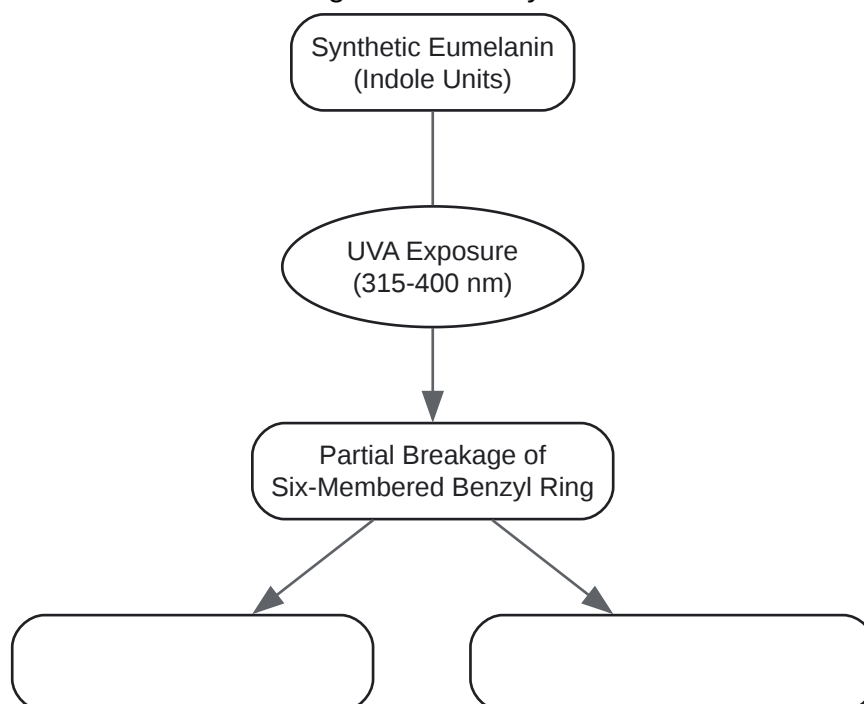 Synthetic Eumelanin
(Indole Units)
UVA Exposure
(315-400 nm)
Partial Breakage of
Six-Membered Benzyl Ring